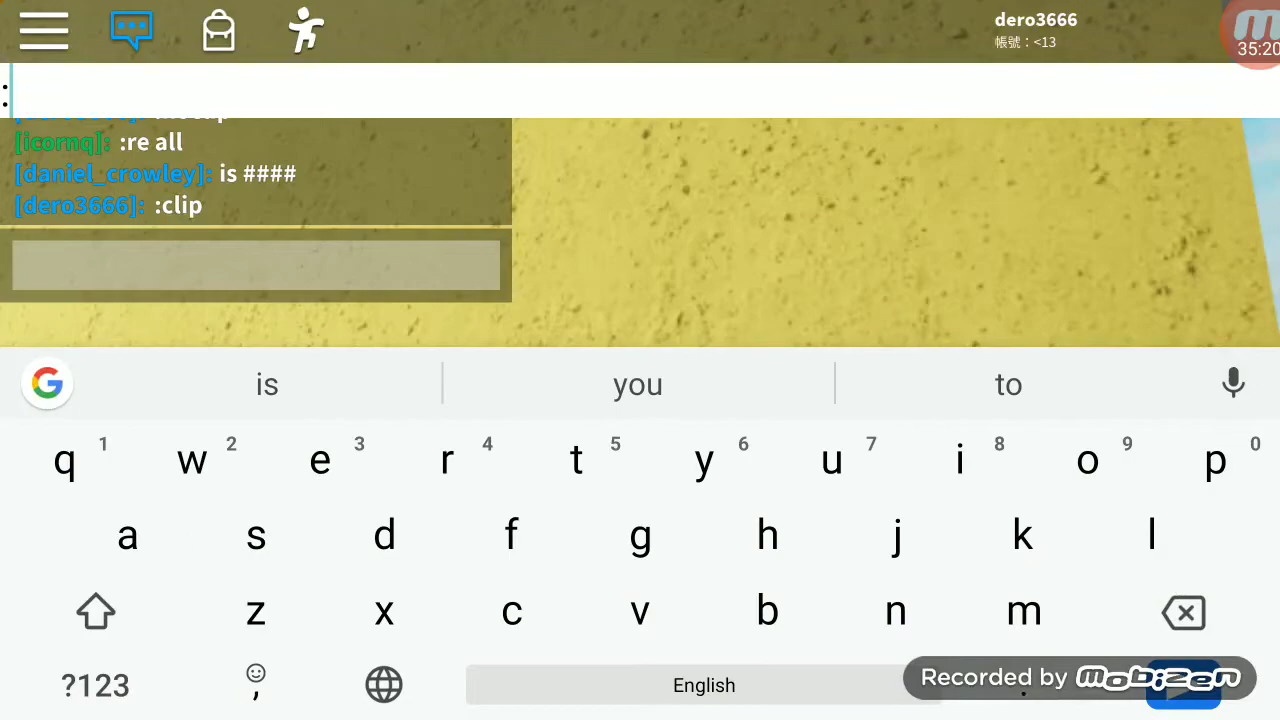 dero3666
帳號：<13
35:20
:
[icornq]: :re all
[daniel_crowley]: is ####
[dero3666]: :clip
is you to
q 1 w 2 e 3 r 4 t 5 y 6 u 7 i 8 o 9 p 0
a s d f g h j k l
z x c v b n m
?123 , English .
Recorded by mobizen